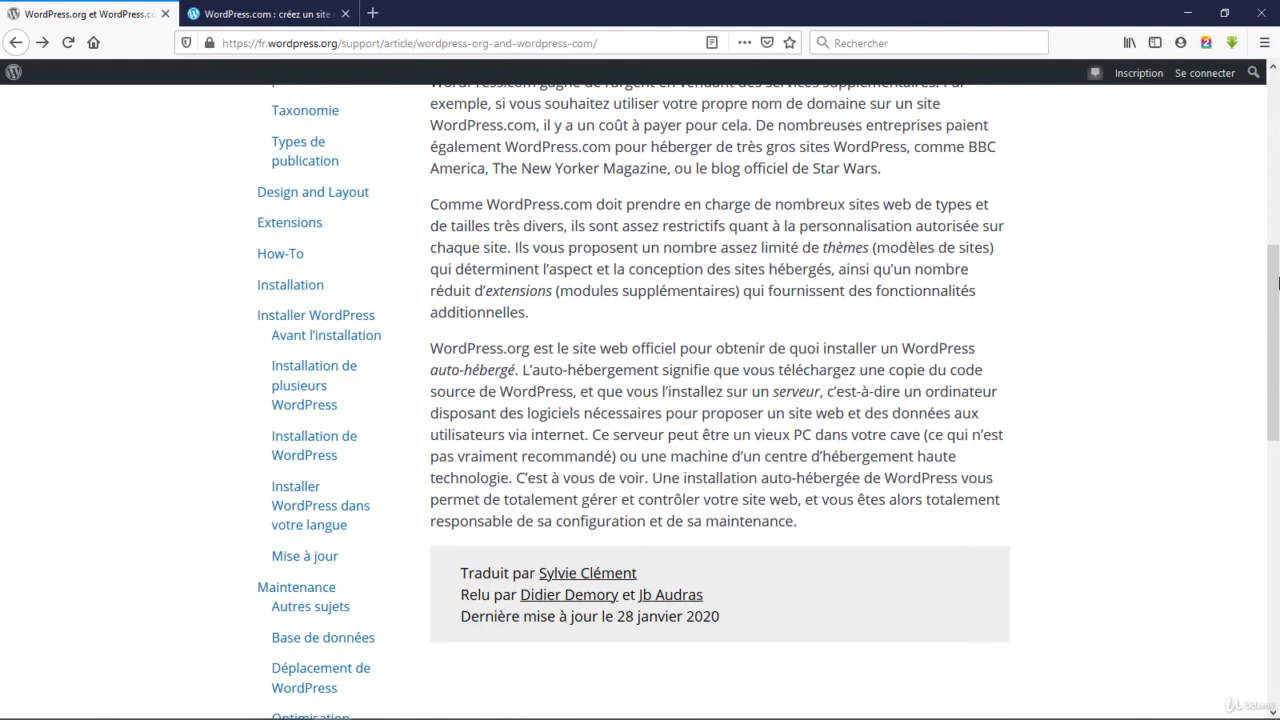 WordPress.org et WordPress.co
WordPress.com : créez un site
https://fr.wordpress.org/support/article/wordpress-org-and-wordpress-com/
Rechercher
Inscription
Se connecter
Taxonomie
Types de
publication
Design and Layout
Extensions
How-To
Installation
Installer WordPress
Avant l’installation
Installation de
plusieurs
WordPress
Installation de
WordPress
Installer
WordPress dans
votre langue
Mise à jour
Maintenance
Autres sujets
Base de données
Déplacement de
WordPress
Optimisation
WordPress.com gagne de l’argent en vendant des services supplémentaires. Par
exemple, si vous souhaitez utiliser votre propre nom de domaine sur un site
WordPress.com, il y a un coût à payer pour cela. De nombreuses entreprises paient
également WordPress.com pour héberger de très gros sites WordPress, comme BBC
America, The New Yorker Magazine, ou le blog officiel de Star Wars.
Comme WordPress.com doit prendre en charge de nombreux sites web de types et
de tailles très divers, ils sont assez restrictifs quant à la personnalisation autorisée sur
chaque site. Ils vous proposent un nombre assez limité de thèmes (modèles de sites)
qui déterminent l’aspect et la conception des sites hébergés, ainsi qu’un nombre
réduit d’extensions (modules supplémentaires) qui fournissent des fonctionnalités
additionnelles.
WordPress.org est le site web officiel pour obtenir de quoi installer un WordPress
auto-hébergé. L’auto-hébergement signifie que vous téléchargez une copie du code
source de WordPress, et que vous l’installez sur un serveur, c’est-à-dire un ordinateur
disposant des logiciels nécessaires pour proposer un site web et des données aux
utilisateurs via internet. Ce serveur peut être un vieux PC dans votre cave (ce qui n’est
pas vraiment recommandé) ou une machine d’un centre d’hébergement haute
technologie. C’est à vous de voir. Une installation auto-hébergée de WordPress vous
permet de totalement gérer et contrôler votre site web, et vous êtes alors totalement
responsable de sa configuration et de sa maintenance.
Traduit par Sylvie Clément
Relu par Didier Demory et Jb Audras
Dernière mise à jour le 28 janvier 2020
Udemy